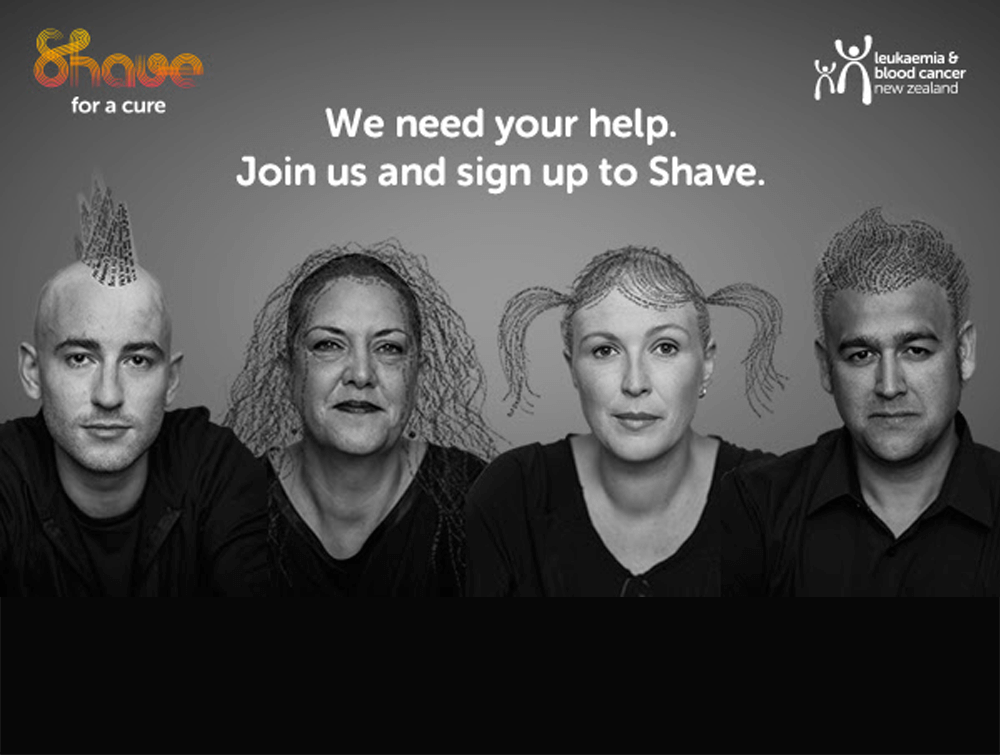 Shave
for a cure
leukaemia &
blood cancer
new zealand
We need your help.
Join us and sign up to Shave.